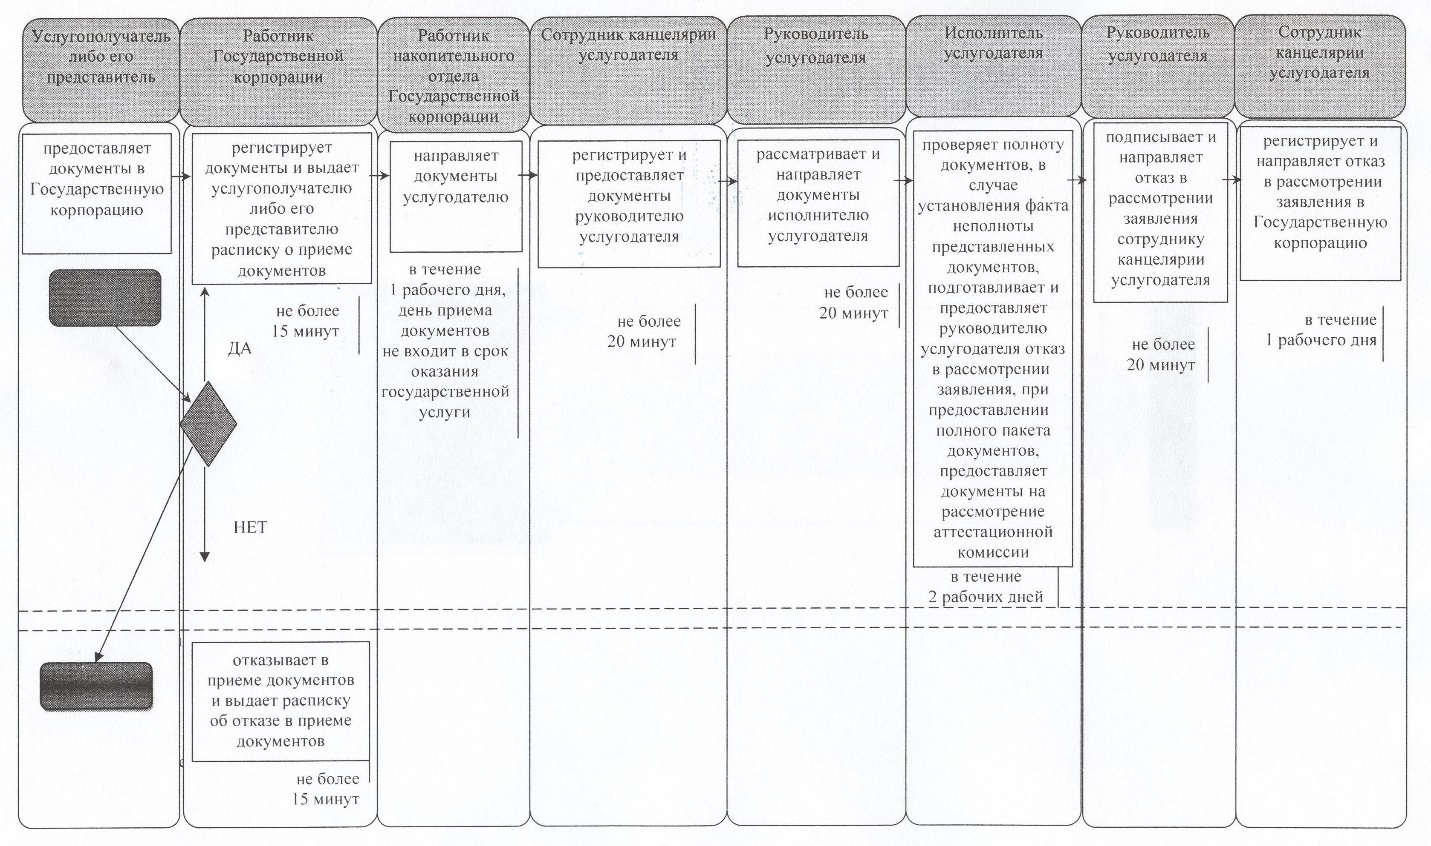 Услугополучатель
либо его
представитель
Работник
Государственной
корпорации
Работник
накопительного
отдела
Государственной
корпорации
Сотрудник канцелярии
услугодателя
Руководитель
услугодателя
Исполнитель
услугодателя
Руководитель
услугодателя
Сотрудник
канцелярии
услугодателя
предоставляет
документы в
Государственную
корпорацию
регистрирует
документы и выдает
услугополучателю
либо его
представителю
расписку о приеме
документов
не более
15 минут
ДА
НЕТ
направляет
документы
услугодателю
в течение
1 рабочего дня,
день приема
документов
не входит в срок
оказания
государственной
услуги
регистрирует и
предоставляет
документы
руководителю
услугодателя
не более
20 минут
рассматривает и
направляет
документы
исполнителю
услугодателя
не более
20 минут
проверяет полноту
документов, в
случае
установления факта
неполноты
представленных
документов,
подготавливает и
предоставляет
руководителю
услугодателя отказ
в рассмотрении
заявления, при
предоставлении
полного пакета
документов,
предоставляет
документы на
рассмотрение
аттестационной
комиссии
в течение
2 рабочих дней
подписывает и
направляет
отказ в
рассмотрении
заявления
сотруднику
канцелярии
услугодателя
не более
20 минут
регистрирует и
направляет отказ
в рассмотрении
заявления в
Государственную
корпорацию
в течение
1 рабочего дня
отказывает в
приеме документов
и выдает расписку
об отказе в приеме
документов
не более
15 минут